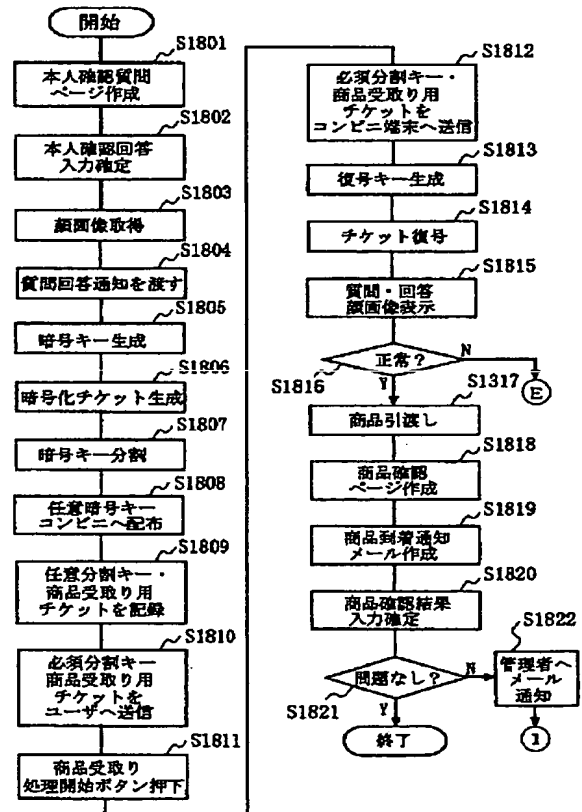 開始
S1801
本人確認質問
ページ作成
S1802
本人確認回答
入力確定
S1803
顔画像取得
S1804
質問回答通知を渡す
S1805
暗号キー生成
S1806
暗号化チケット生成
S1807
暗号キー分割
S1808
任意暗号キー
コンビニへ配布
S1809
任意分割キー・
商品受取り用
チケットを記録
S1810
必須分割キー
商品受取り用
チケットを
ユーザへ送信
S1811
商品受取り
処理開始ボタン押下
S1812
必須分割キー・
商品受取り用
チケットを
コンビニ端末へ送信
S1813
復号キー生成
S1814
チケット復号
S1815
質問・回答
顔画像表示
正常?
N
S1816
Y
E
S1317
商品引渡し
S1818
商品確認
ページ作成
S1819
商品到着通知
メール作成
S1820
商品確認結果
入力確定
問題なし?
N
S1821
Y
S1822
管理者へ
メール
通知
1
終了